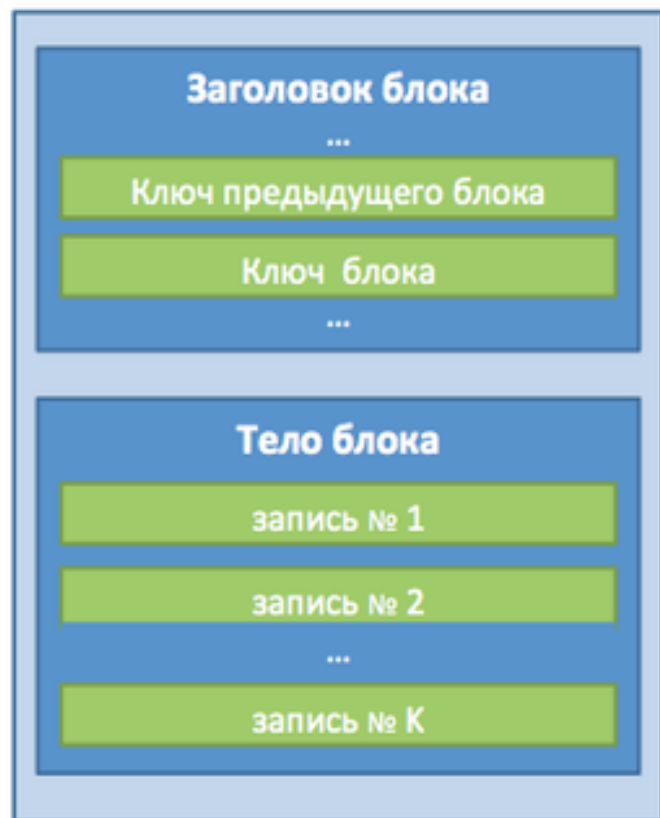 Заголовок блока
...
Ключ предыдущего блока
Ключ блока
...
Тело блока
запись № 1
запись № 2
...
запись № K